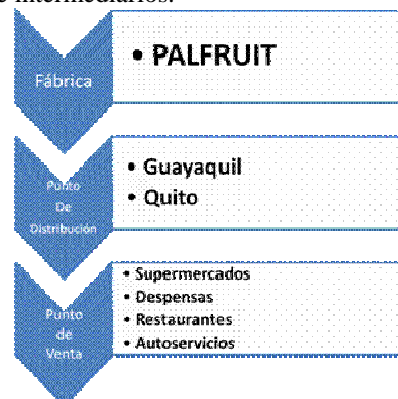 intermediarios.
Fábrica
• PALFRUIT
Punto
De
Distribución
• Guayaquil
• Quito
Punto
de
Venta
• Supermercados
• Despensas
• Restaurantes
• Autoservicios